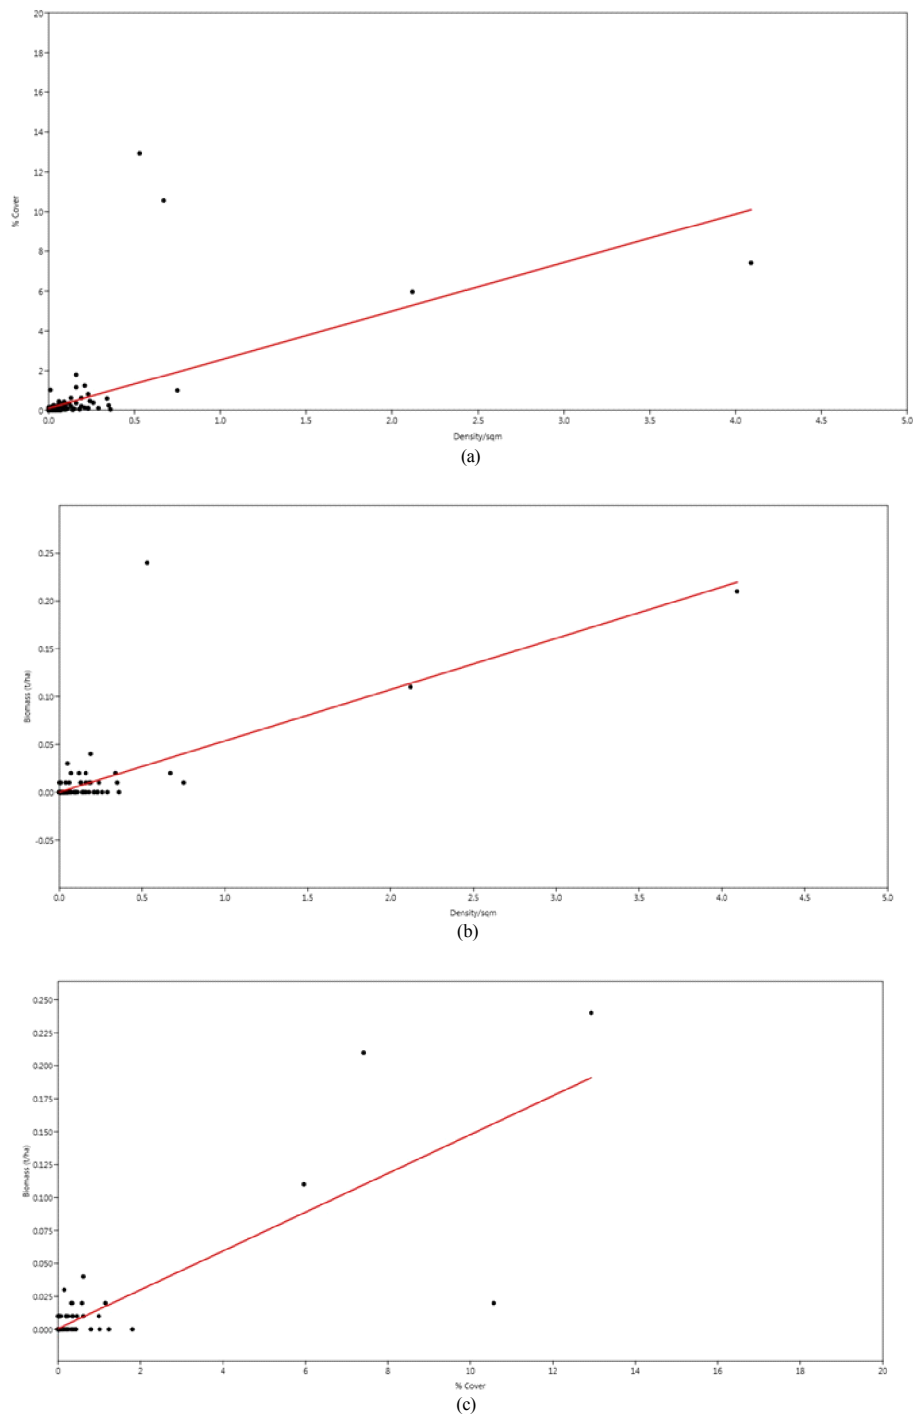 20
18
16
14
12
10
8
6
4
2
0
% Cover
0.0 0.5 1.0 1.5 2.0 2.5 3.0 3.5 4.0 4.5 5.0
Density/sqm
(a)
0.25
0.20
0.15
0.10
0.05
0.00
-0.05
Biomass (t/ha)
0.0 0.5 1.0 1.5 2.0 2.5 3.0 3.5 4.0 4.5 5.0
Density/sqm
(b)
0.250
0.225
0.200
0.175
0.150
0.125
0.100
0.075
0.050
0.025
0.000
Biomass (t/ha)
0 2 4 6 8 10 12 14 16 18 20
% Cover
(c)